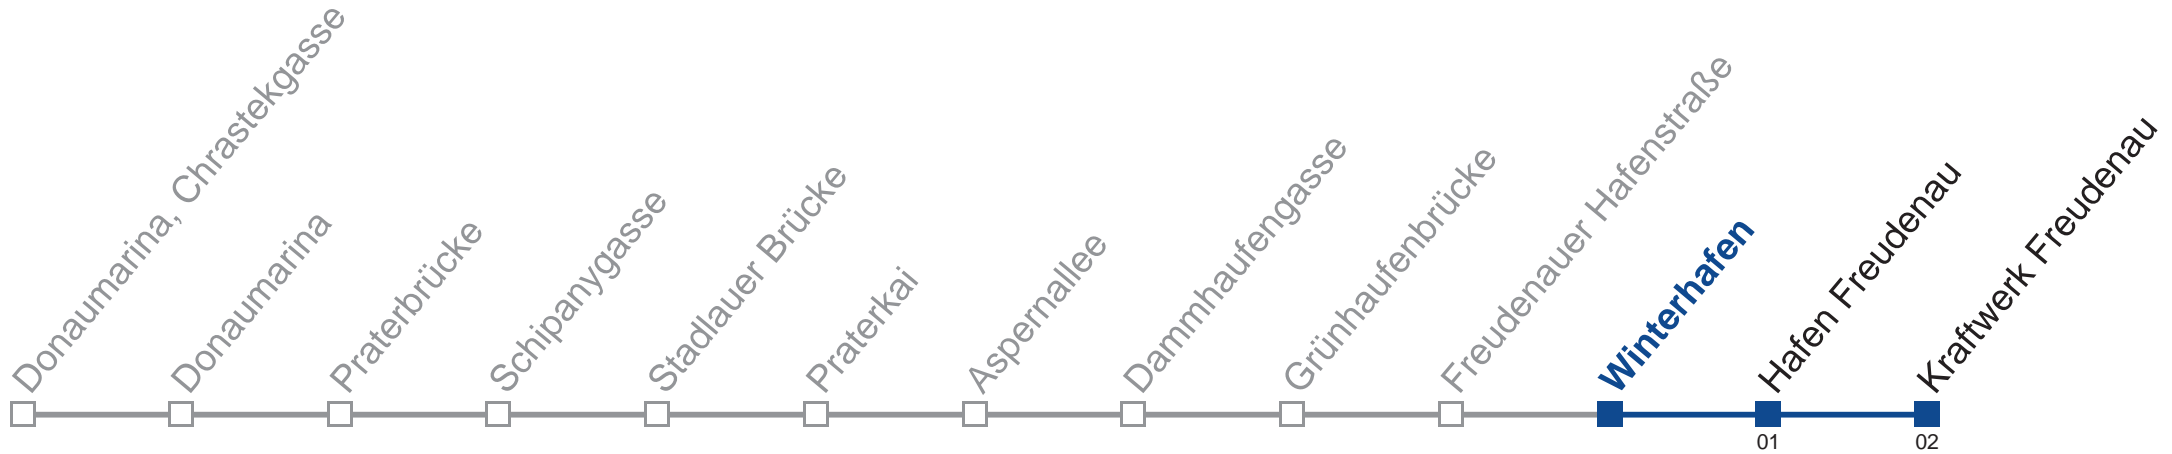 Donaumarina, Chrastekgasse
Donaumarina
Praterbrücke
Schipanygasse
Stadlauer Brücke
Praterkai
Aspernallee
Dammhaufengasse
Grünhaufenbrücke
Freudenauer Hafenstraße
Winterhafen
Hafen Freudenau
Kraftwerk Freudenau
01
02